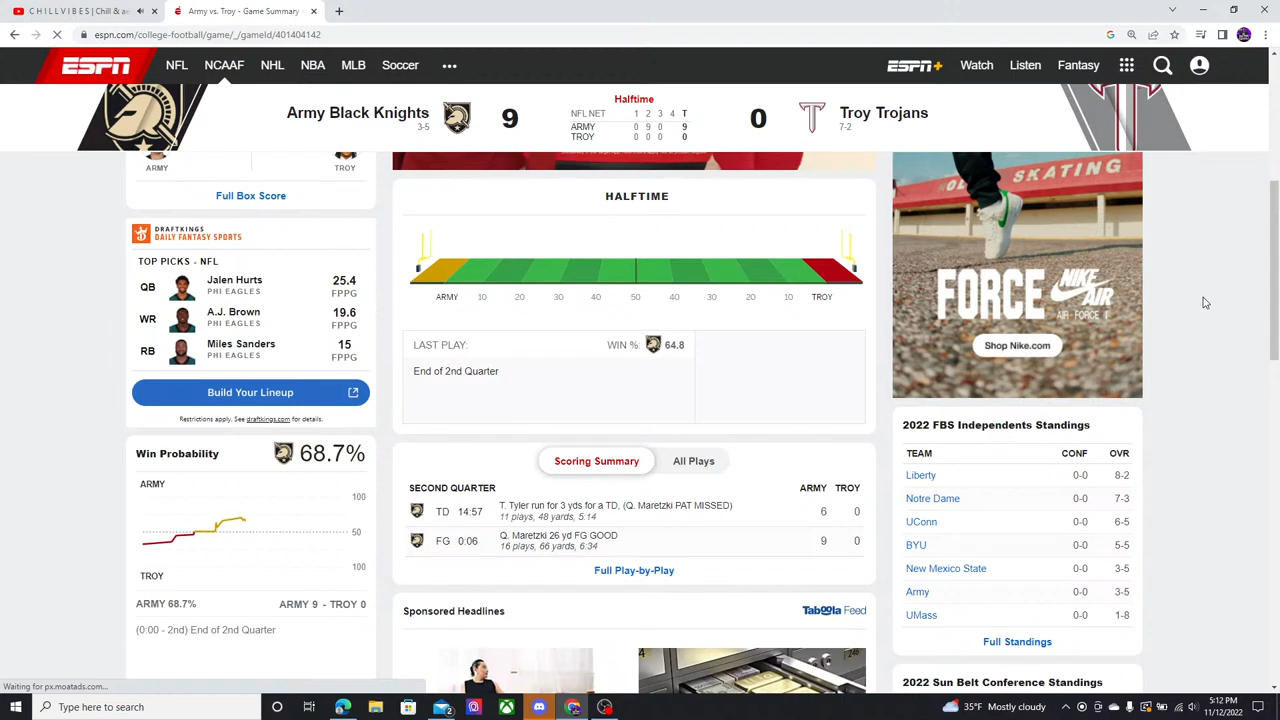 C H I L L V I B E S | Chill & ae
Army vs. Troy - Game Summary -
espn.com/college-football/game/_/gameId/401404142
ESPN
NFL
NCAAF
NHL
NBA
MLB
Soccer
ESPN+
Watch
Listen
Fantasy
Army Black Knights
3-5
9
Halftime
NFL NET 1 2 3 4 T
ARMY 0 9 0 9
TROY 0 0 0 0
0
Troy Trojans
7-2
ARMY
TROY
Full Box Score
DRAFTKINGS
DAILY FANTASY SPORTS
TOP PICKS - NFL
QB Jalen Hurts 25.4
PHI EAGLES FPPG
WR A.J. Brown 19.6
PHI EAGLES FPPG
RB Miles Sanders 15
PHI EAGLES FPPG
Build Your Lineup
Restrictions apply. See draftkings.com for details.
Win Probability 68.7%
ARMY
100
50
100
TROY
ARMY 68.7% ARMY 9 - TROY 0
(0:00 - 2nd) End of 2nd Quarter
HALFTIME
ARMY 10 20 30 40 50 40 30 20 10 TROY
LAST PLAY: WIN %: 64.8
End of 2nd Quarter
Scoring Summary
All Plays
SECOND QUARTER ARMY TROY
TD 14:57 T. Tyler run for 3 yds for a TD, (Q. Maretzki PAT MISSED) 6 0
11 plays, 48 yards, 5:14
FG 0:06 Q. Maretzki 26 yd FG GOOD 9 0
16 plays, 66 yards, 6:34
Full Play-by-Play
Sponsored Headlines
Taboola Feed
SKATING
FORCE
NIKE
AIR
AIR FORCE 1
Shop Nike.com
2022 FBS Independents Standings
TEAM CONF OVR
Liberty 0-0 8-2
Notre Dame 0-0 7-3
UConn 0-0 6-5
BYU 0-0 5-5
New Mexico State 0-0 3-5
Army 0-0 3-5
UMass 0-0 1-8
Full Standings
2022 Sun Belt Conference Standings
Waiting for px.moatads.com...
Type here to search
35°F Mostly cloudy
5:12 PM
11/12/2022